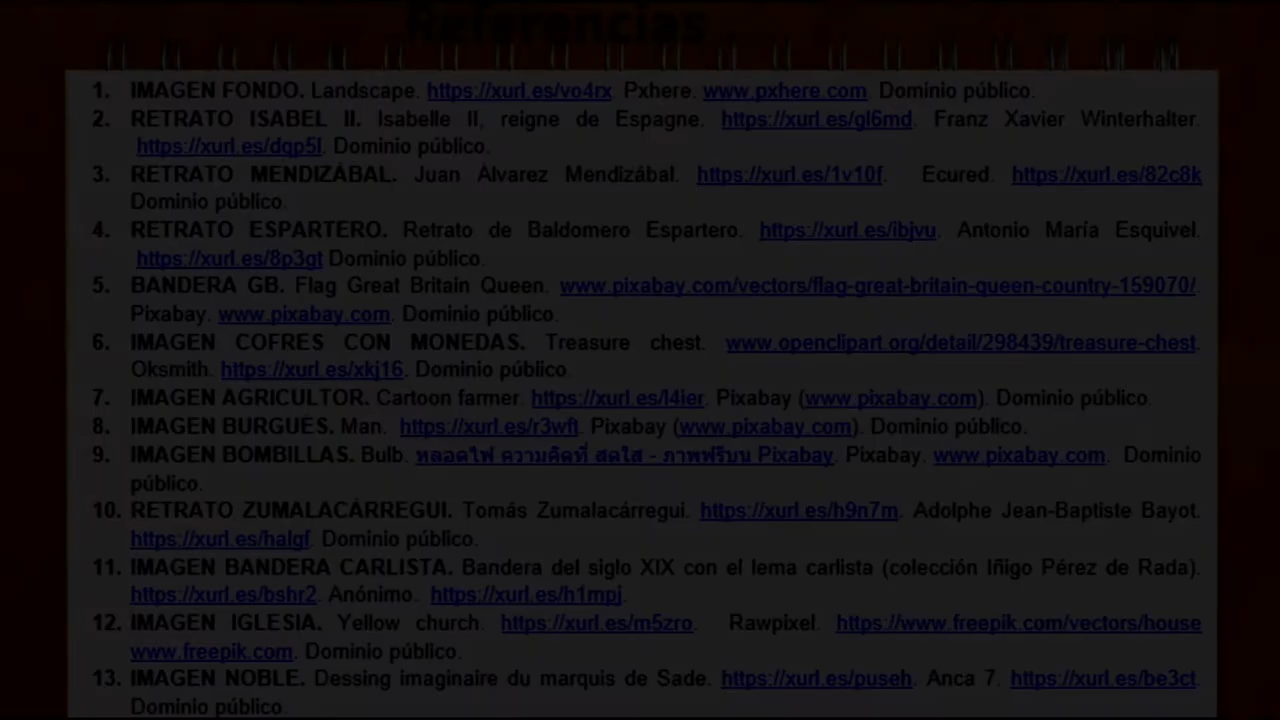 Referencias
1. IMAGEN FONDO. Landscape. https://xurl.es/vo4rx Pxhere. www.pxhere.com. Dominio público.
2. RETRATO ISABEL II. Isabelle II, reigne de Espagne. https://xurl.es/gl6md. Franz Xavier Winterhalter.
https://xurl.es/dqp5l. Dominio público.
3. RETRATO MENDIZÁBAL. Juan Álvarez Mendizábal. https://xurl.es/1v10f. Ecured. https://xurl.es/82c8k
Dominio público.
4. RETRATO ESPARTERO. Retrato de Baldomero Espartero. https://xurl.es/ibjvu. Antonio María Esquivel.
https://xurl.es/8p3gt Dominio público.
5. BANDERA GB. Flag Great Britain Queen. www.pixabay.com/vectors/flag-great-britain-queen-country-159070/.
Pixabay. www.pixabay.com. Dominio público.
6. IMAGEN COFRES CON MONEDAS. Treasure chest. www.openclipart.org/detail/298439/treasure-chest.
Oksmith. https://xurl.es/xkj16. Dominio público.
7. IMAGEN AGRICULTOR. Cartoon farmer. https://xurl.es/l4ier. Pixabay (www.pixabay.com). Dominio público.
8. IMAGEN BURGUÉS. Man. https://xurl.es/r3wft. Pixabay (www.pixabay.com). Dominio público.
9. IMAGEN BOMBILLAS. Bulb. หลอดไฟ ความคิดที่ สดใส - ภาพฟรีบน Pixabay. Pixabay. www.pixabay.com. Dominio
público.
10. RETRATO ZUMALACÁRREGUI. Tomás Zumalacárregui. https://xurl.es/h9n7m. Adolphe Jean-Baptiste Bayot.
https://xurl.es/halgf. Dominio público.
11. IMAGEN BANDERA CARLISTA. Bandera del siglo XIX con el lema carlista (colección Iñigo Pérez de Rada).
https://xurl.es/bshr2. Anónimo. https://xurl.es/h1mpj.
12. IMAGEN IGLESIA. Yellow church. https://xurl.es/m5zro. Rawpixel. https://www.freepik.com/vectors/house
www.freepik.com. Dominio público.
13. IMAGEN NOBLE. Dessing imaginaire du marquis de Sade. https://xurl.es/puseh. Anca 7. https://xurl.es/be3ct.
Dominio público.